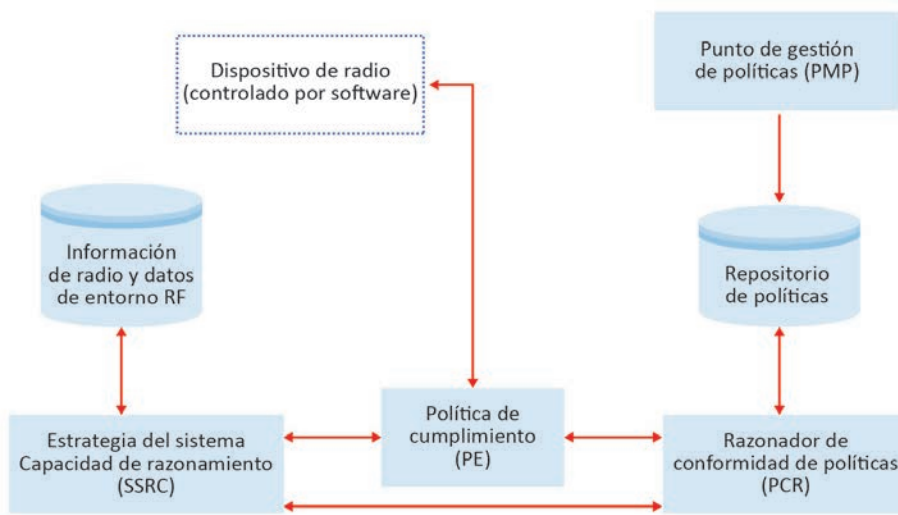 Dispositivo de radio
(controlado por software)
Punto de gestión
de políticas (PMP)
Información
de radio y datos
de entorno RF
Repositorio
de políticas
Estrategia del sistema
Capacidad de razonamiento
(SSRC)
Política de
cumplimiento
(PE)
Razonador de
conformidad de políticas
(PCR)